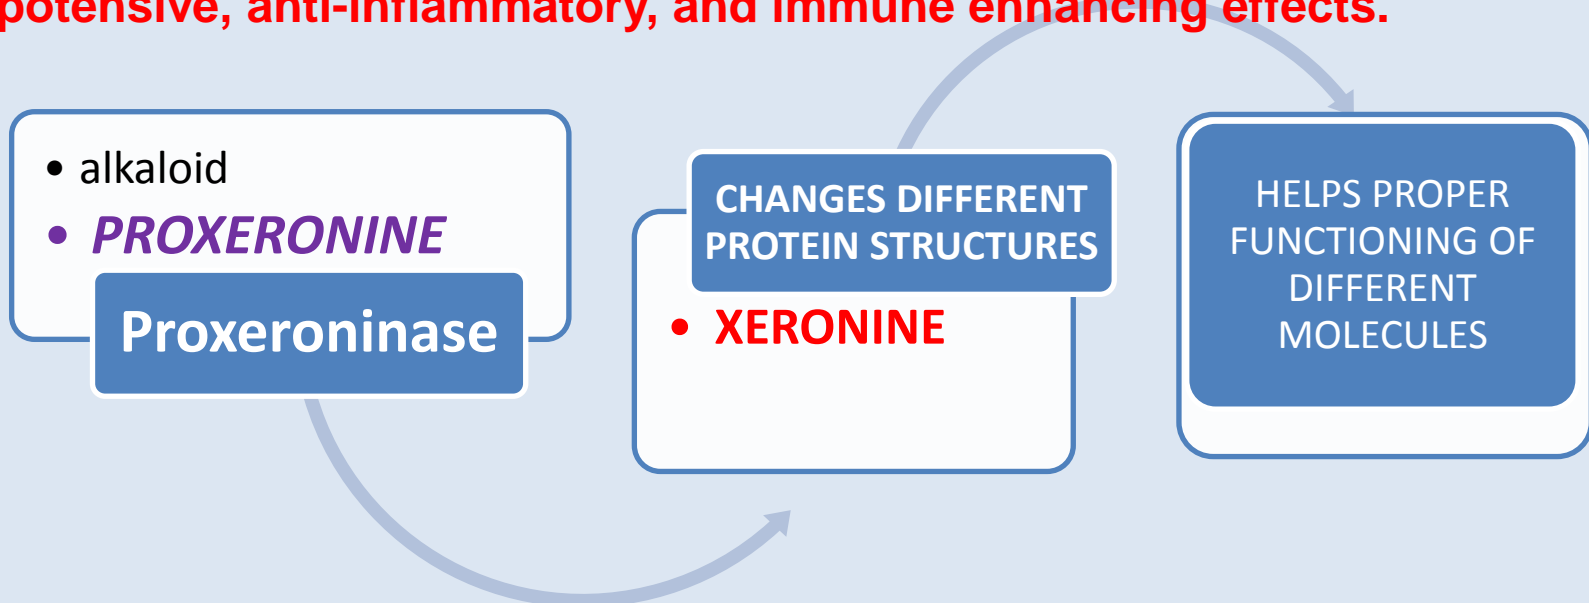 potensive, anti-inflammatory, and immune enhancing effects.
• alkaloid
• PROXERONINE
Proxeroninase
CHANGES DIFFERENT
PROTEIN STRUCTURES
• XERONINE
HELPS PROPER
FUNCTIONING OF
DIFFERENT
MOLECULES